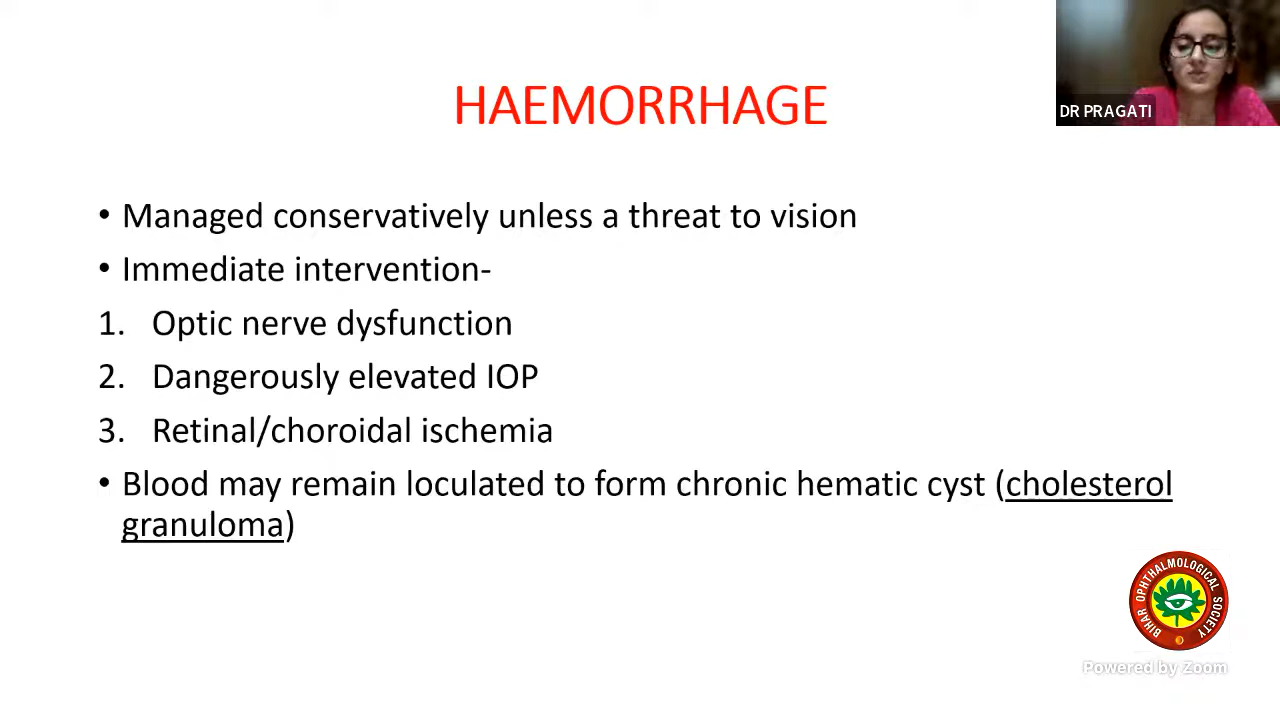 DR PRAGATI
HAEMORRHAGE
• Managed conservatively unless a threat to vision
• Immediate intervention-
1. Optic nerve dysfunction
2. Dangerously elevated IOP
3. Retinal/choroidal ischemia
• Blood may remain loculated to form chronic hematic cyst (cholesterol
granuloma)
BIHAR OPHTHALMOLOGICAL SOCIETY
Powered by Zoom